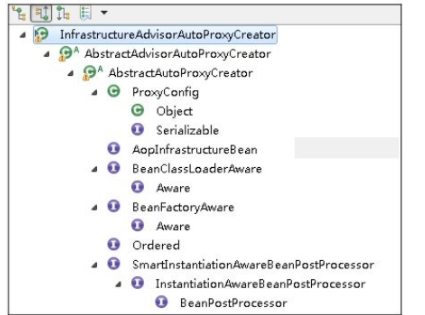 InfrastructureAdvisorAutoProxyCreator
AbstractAdvisorAutoProxyCreator
AbstractAutoProxyCreator
ProxyConfig
Object
Serializable
AopInfrastructureBean
BeanClassLoaderAware
Aware
BeanFactoryAware
Aware
Ordered
SmartInstantiationAwareBeanPostProcessor
InstantiationAwareBeanPostProcessor
BeanPostProcessor